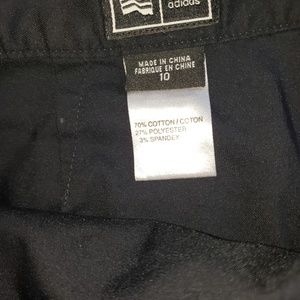 adidas
MADE IN CHINA
FABRIQUE EN CHINE
10
70% COTTON / COTON
27% POLYESTER
3% SPANDEX